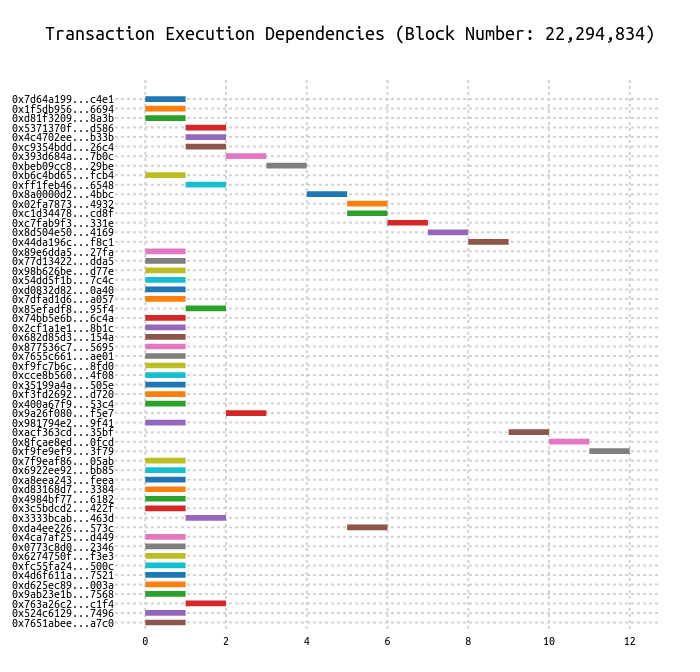 Transaction Execution Dependencies (Block Number: 22,294,834)
0x7d64a199...c4e1
0x1f5db956...6694
0xd81f3209...8a3b
0x5371370f...d586
0x4c4702ee...b33b
0xc9354bdd...26c4
0x393d684a...7b0c
0xbeb09cc8...29be
0xb6c4bd65...fcb4
0xff1feb46...6548
0x8a0000d2...4bbc
0x02fa7873...4932
0xc1d34478...cd8f
0xc7fab9f3...331e
0x8d504e50...4169
0x44da196c...f8c1
0x89e6dda5...27fa
0x77d13422...dda5
0x98b626be...d77e
0x54dd5f1b...7c4c
0xd0832d82...0a40
0x7dfad1d6...a057
0x85efadf8...95f4
0x74bb5e6b...6c4a
0x2cf1a1e1...8b1c
0x682d85d3...154a
0x877536c7...5695
0x7655c661...ae01
0xf9fc7b6c...8fd0
0xcce8b560...4f08
0x35199a4a...505e
0xf3fd2692...d720
0x400a67f9...53c4
0x9a26f080...f5e7
0x981794e2...9f41
0xacf363cd...35bf
0x8fcae8ed...0fcd
0xf9fe9ef9...3f79
0x7f9eaf86...05ab
0x6922ee92...bb85
0xa8eea243...feea
0xd83168d7...3384
0x4984bf77...6182
0x3c5bdcd2...422f
0x3333bcab...463d
0xda4ee226...573c
0x4ca7af25...d449
0x0773c8d0...2346
0x6274750f...f3e3
0xfc55fa24...500c
0x4d6f611a...7521
0xd625ec89...003a
0x9ab23e1b...7568
0x763a26c2...c1f4
0x524c6129...7496
0x7651abee...a7c0
0 2 4 6 8 10 12